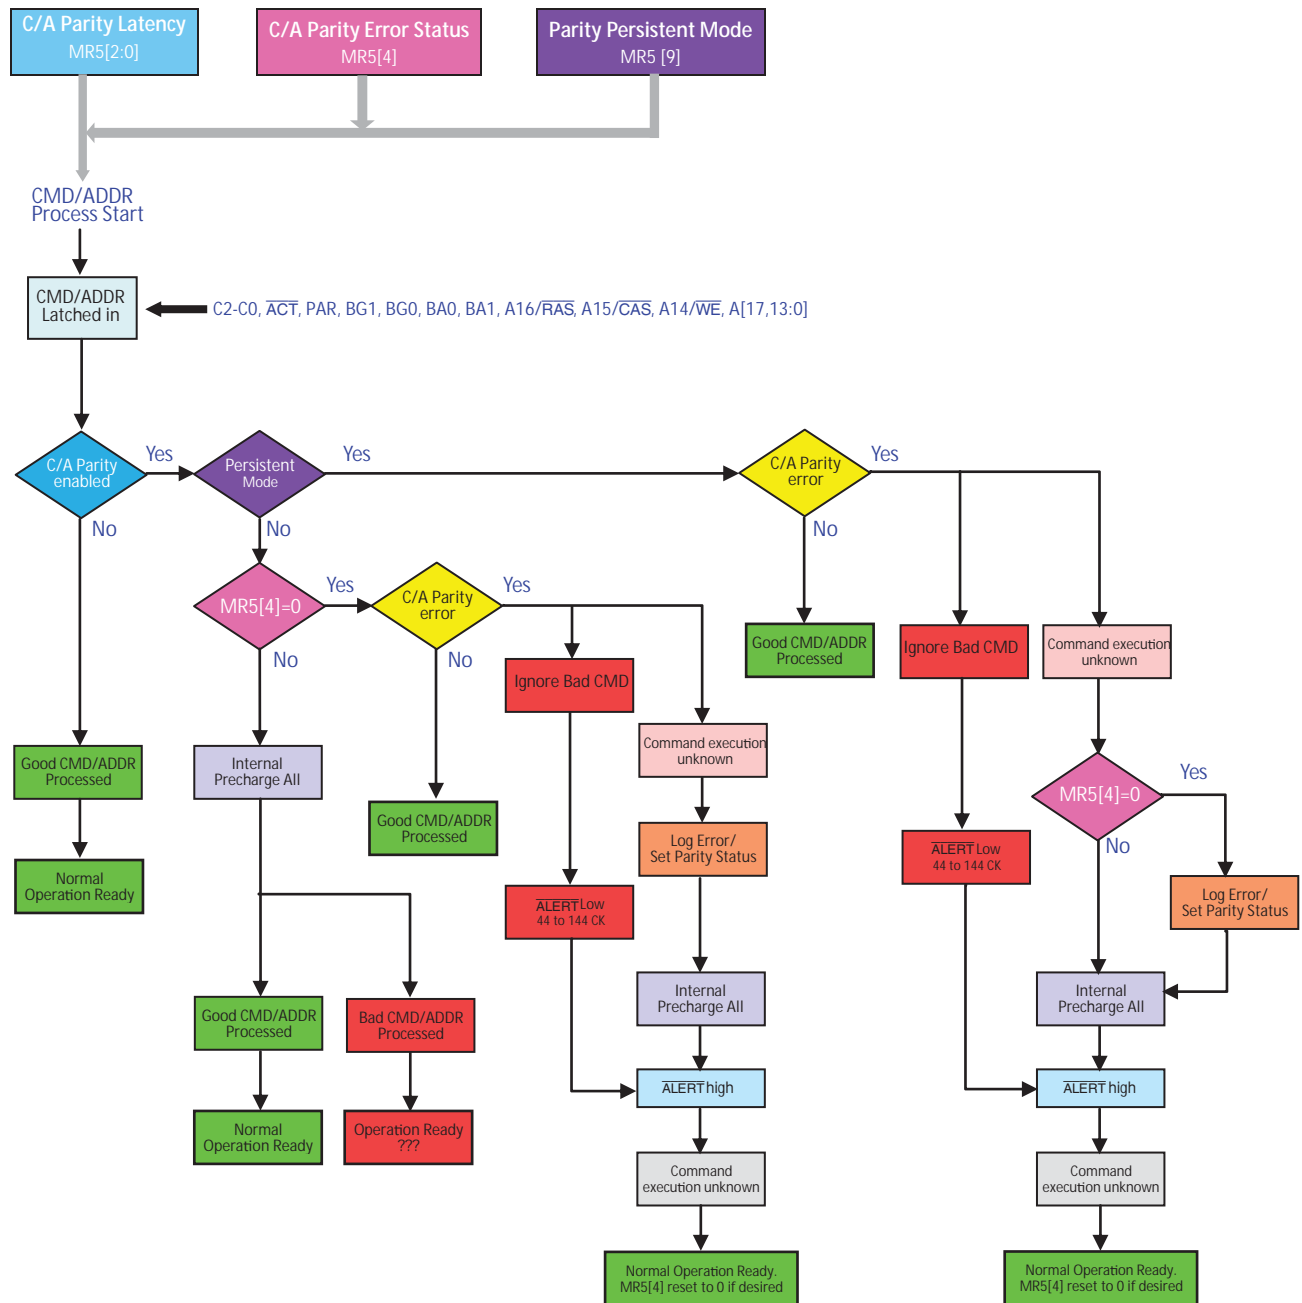 C/A Parity Latency
MR5[2:0]
C/A Parity Error Status
MR5[4]
Parity Persistent Mode
MR5 [9]
CMD/ADDR
Process Start
CMD/ADDR
Latched in
C2-C0, A̅C̅T̅, PAR, BG1, BG0, BA0, BA1, A16/R̅A̅S̅, A15/C̅A̅S̅, A14/W̅E̅, A[17,13:0]
C/A Parity
enabled
Yes
No
Persistent
Mode
Yes
No
C/A Parity
error
Yes
No
MR5[4]=0
Yes
No
C/A Parity
error
Yes
No
Good CMD/ADDR
Processed
Ignore Bad CMD
Command execution
unknown
Ignore Bad CMD
Command execution
unknown
Good CMD/ADDR
Processed
Internal
Precharge All
Good CMD/ADDR
Processed
MR5[4]=0
Yes
No
Normal
Operation Ready
Log Error/
Set Parity Status
A̅L̅E̅R̅T̅ Low
44 to 144 CK
A̅L̅E̅R̅T̅ Low
44 to 144 CK
Log Error/
Set Parity Status
Good CMD/ADDR
Processed
Bad CMD/ADDR
Processed
Internal
Precharge All
Internal
Precharge All
A̅L̅E̅R̅T̅ high
A̅L̅E̅R̅T̅ high
Normal
Operation Ready
Operation Ready
???
Command
execution unknown
Command
execution unknown
Normal Operation Ready.
MR5[4] reset to 0 if desired
Normal Operation Ready.
MR5[4] reset to 0 if desired